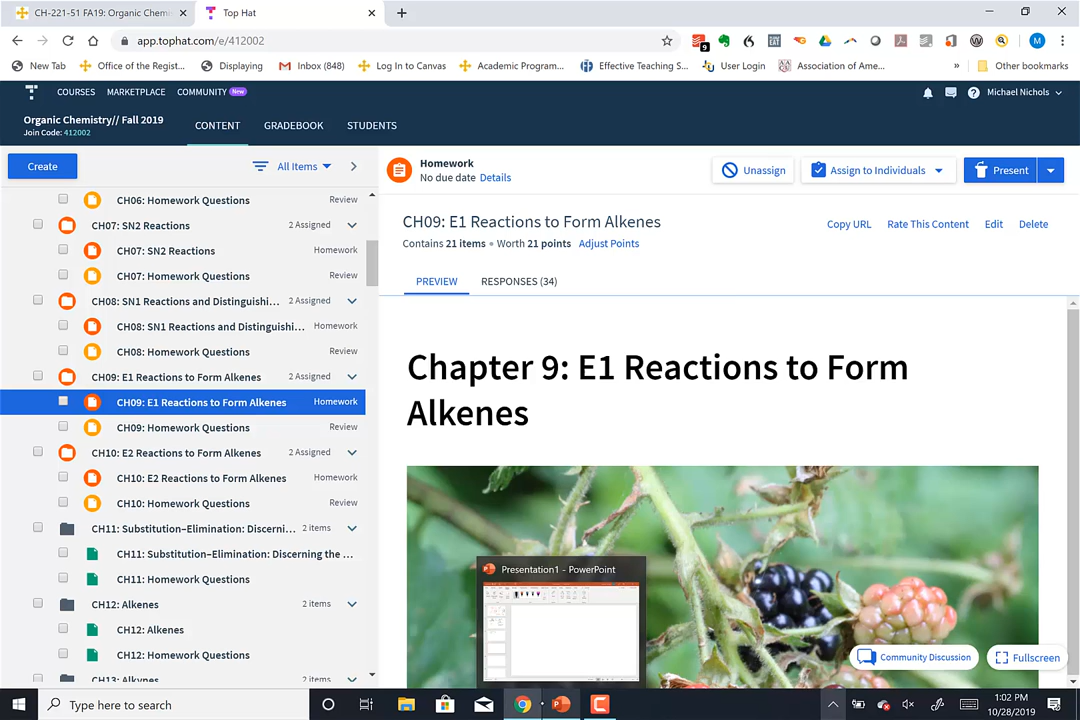 CH-221-51 FA19: Organic Chemi
Top Hat
app.tophat.com/e/412002
9
M
New Tab
Office of the Regist...
Displaying
Inbox (848)
Log In to Canvas
Academic Program...
Effective Teaching S...
User Login
Association of Ame...
»
Other bookmarks
COURSES
MARKETPLACE
COMMUNITY New
Michael Nichols
Organic Chemistry// Fall 2019
Join Code: 412002
CONTENT
GRADEBOOK
STUDENTS
Create
All Items
Homework
No due date Details
Unassign
Assign to Individuals
Present
CH06: Homework Questions Review
CH07: SN2 Reactions 2 Assigned
CH07: SN2 Reactions Homework
CH07: Homework Questions Review
CH08: SN1 Reactions and Distinguishi... 2 Assigned
CH08: SN1 Reactions and Distinguishi... Homework
CH08: Homework Questions Review
CH09: E1 Reactions to Form Alkenes 2 Assigned
CH09: E1 Reactions to Form Alkenes Homework
CH09: Homework Questions Review
CH10: E2 Reactions to Form Alkenes 2 Assigned
CH10: E2 Reactions to Form Alkenes Homework
CH10: Homework Questions Review
CH11: Substitution–Elimination: Discerni... 2 items
CH11: Substitution–Elimination: Discerning the ...
CH11: Homework Questions
CH12: Alkenes 2 items
CH12: Alkenes
CH12: Homework Questions
CH13: Alkynes 2 items
CH09: E1 Reactions to Form Alkenes
Copy URL
Rate This Content
Edit
Delete
Contains 21 items • Worth 21 points Adjust Points
PREVIEW
RESPONSES (34)
Chapter 9: E1 Reactions to Form
Alkenes
Presentation1 - PowerPoint
Community Discussion
Fullscreen
Type here to search
1:02 PM
10/28/2019